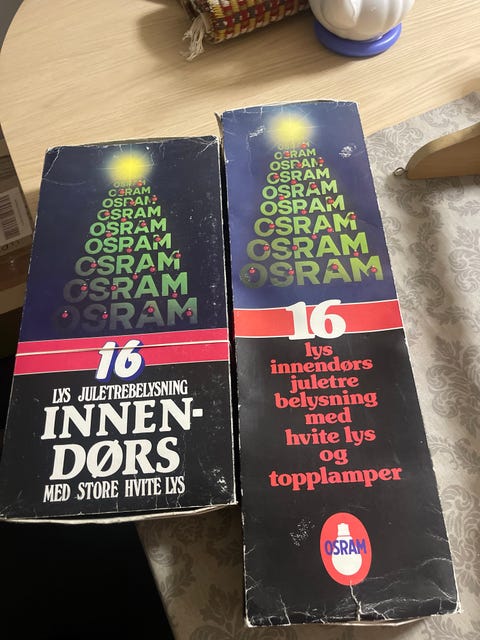 OSRAM
OSRAM
OSRAM
OSRAM
OSRAM
OSRAM
OSRAM
OSRAM
16
LYS JULETREBELYSNING
INNEN-
DØRS
MED STORE HVITE LYS
OSRAM
OSRAM
OSRAM
OSRAM
OSRAM
OSRAM
OSRAM
OSRAM
16
lys
innendørs
juletre
belysning
med
hvite lys
og
topplamper
OSRAM